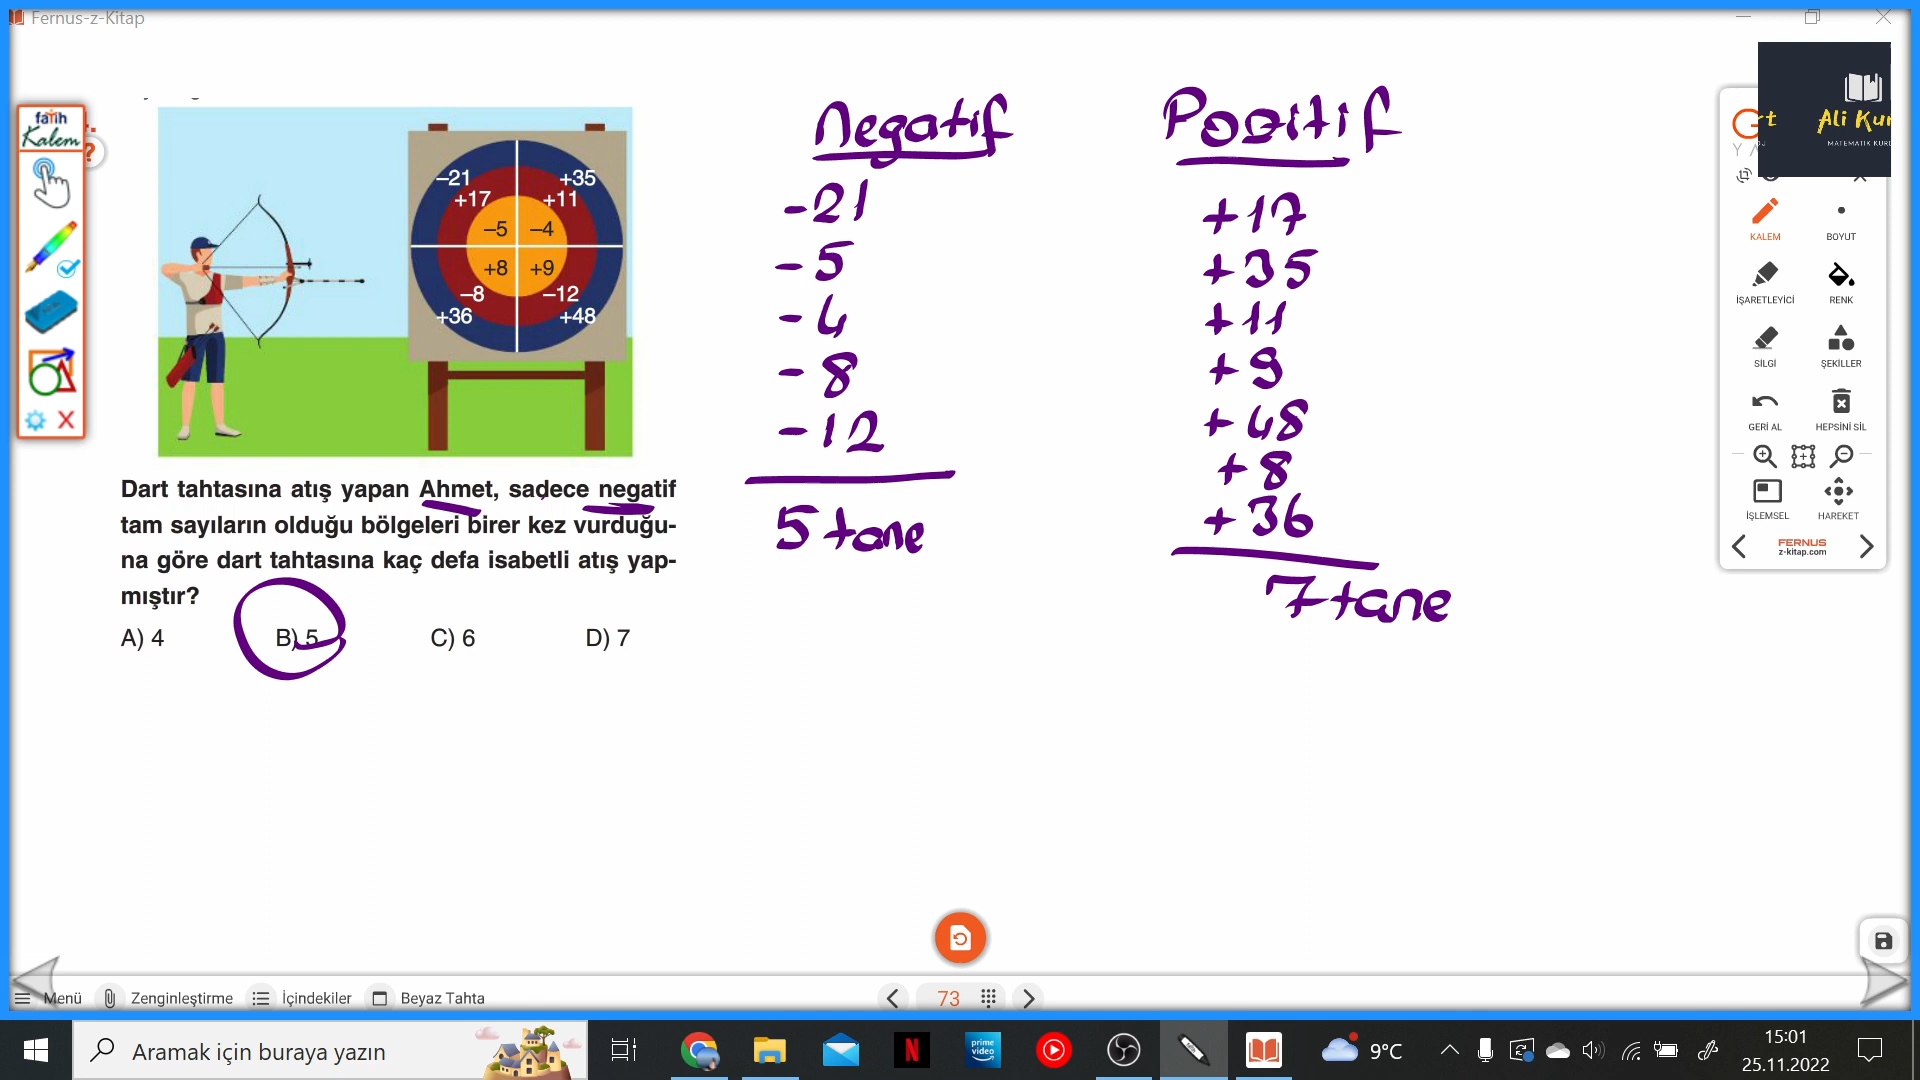 Fernus-z-Kitap
fatih
Kalem
?
–21
+35
+17
+11
–5
–4
+8
+9
–8
–12
+36
+48
Dart tahtasına atış yapan Ahmet, sadece negatif
tam sayıların olduğu bölgeleri birer kez vurduğu-
na göre dart tahtasına kaç defa isabetli atış yap-
mıştır?
A) 4
B) 5
C) 6
D) 7
Negatif
-21
-5
-4
-8
-12
5 tane
Pozitif
+17
+35
+11
+9
+48
+8
+36
7 tane
Ali Kur
MATEMATİK KURU
KALEM
BOYUT
İŞARETLEYİCİ
RENK
SİLGİ
ŞEKİLLER
GERİ AL
HEPSİNİ SİL
İŞLEMSEL
HAREKET
FERNUS
z-kitap.com
Menü
Zenginleştirme
İçindekiler
Beyaz Tahta
73
Aramak için buraya yazın
N
prime
video
9°C
15:01
25.11.2022